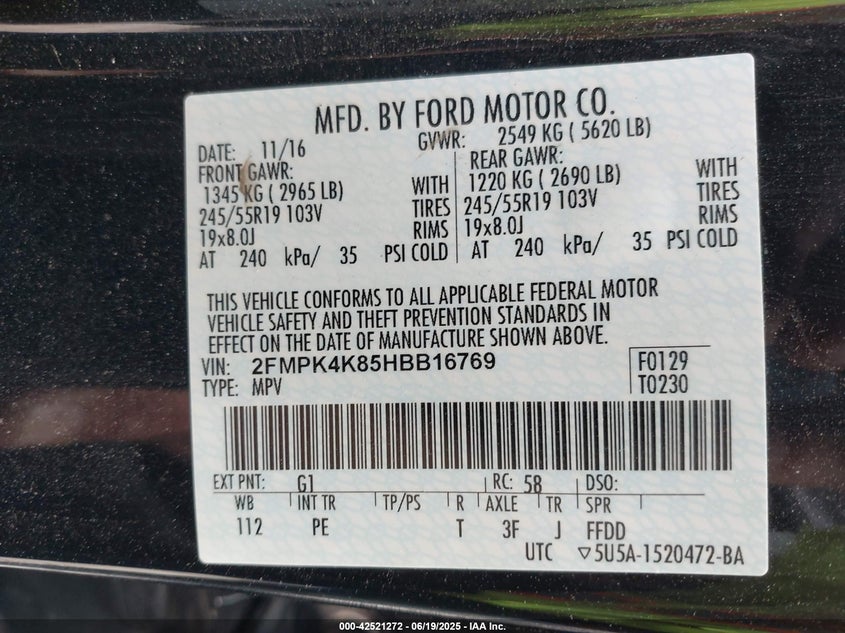 MFD. BY FORD MOTOR CO.
DATE: 11/16 GVWR: 2549 KG ( 5620 LB)
FRONT GAWR: REAR GAWR:
1345 KG ( 2965 LB) WITH 1220 KG ( 2690 LB) WITH
245/55R19 103V TIRES 245/55R19 103V TIRES
19x8.0J RIMS 19x8.0J RIMS
AT 240 kPa/ 35 PSI COLD AT 240 kPa/ 35 PSI COLD
THIS VEHICLE CONFORMS TO ALL APPLICABLE FEDERAL MOTOR
VEHICLE SAFETY AND THEFT PREVENTION STANDARDS IN
EFFECT ON THE DATE OF MANUFACTURE SHOWN ABOVE.
VIN: 2FMPK4K85HBB16769 F0129
TYPE: MPV T0230
EXT PNT: G1 RC: 58 DSO:
WB INT TR TP/PS R AXLE TR SPR
112 PE T 3F J FFDD
UTC ▽5U5A-1520472-BA
000-42521272 - 06/19/2025 - IAA Inc.